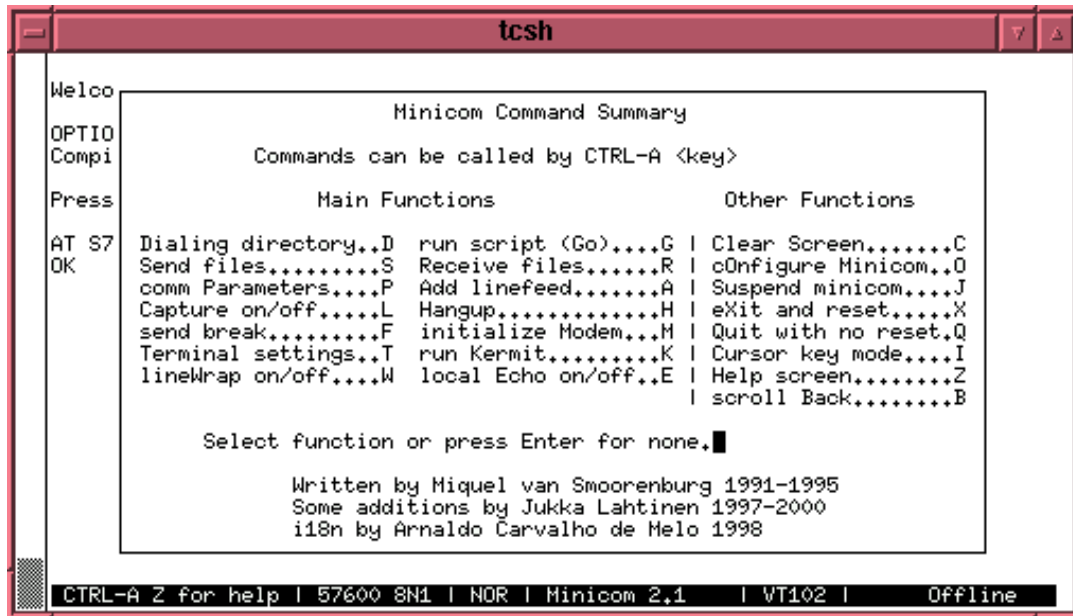 tcsh
Welco
Minicom Command Summary
OPTIO
Compi Commands can be called by CTRL-A <key>
Press Main Functions Other Functions
AT S7 Dialing directory..D run script (Go)....G | Clear Screen.......C
OK Send files.........S Receive files......R | cOnfigure Minicom..O
comm Parameters....P Add linefeed.......A | Suspend minicom....J
Capture on/off.....L Hangup.............H | eXit and reset.....X
send break.........F initialize Modem...M | Quit with no reset.Q
Terminal settings..T run Kermit.........K | Cursor key mode....I
lineWrap on/off....W local Echo on/off..E | Help screen........Z
| scroll Back........B
Select function or press Enter for none.
Written by Miquel van Smoorenburg 1991-1995
Some additions by Jukka Lahtinen 1997-2000
i18n by Arnaldo Carvalho de Melo 1998
CTRL-A Z for help | 57600 8N1 | NOR | Minicom 2.1 | VT102 | Offline